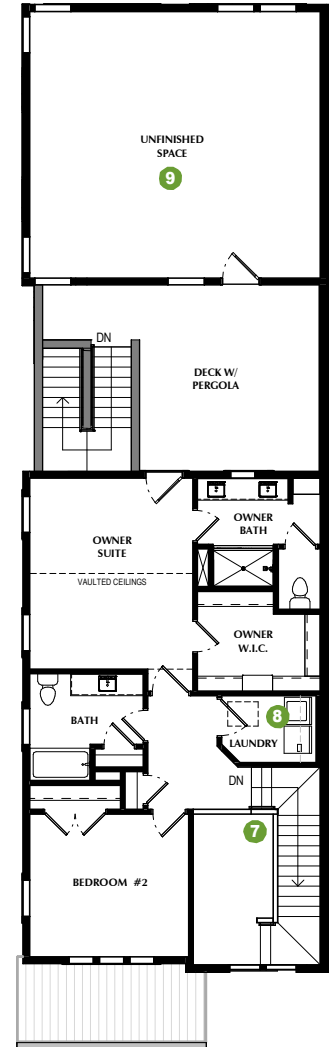 UNFINISHED
SPACE
9
DN
DECK W/
PERGOLA
OWNER
BATH
OWNER
SUITE
VAULTED CEILINGS
OWNER
W.I.C.
BATH
8
LAUNDRY
DN
7
BEDROOM #2